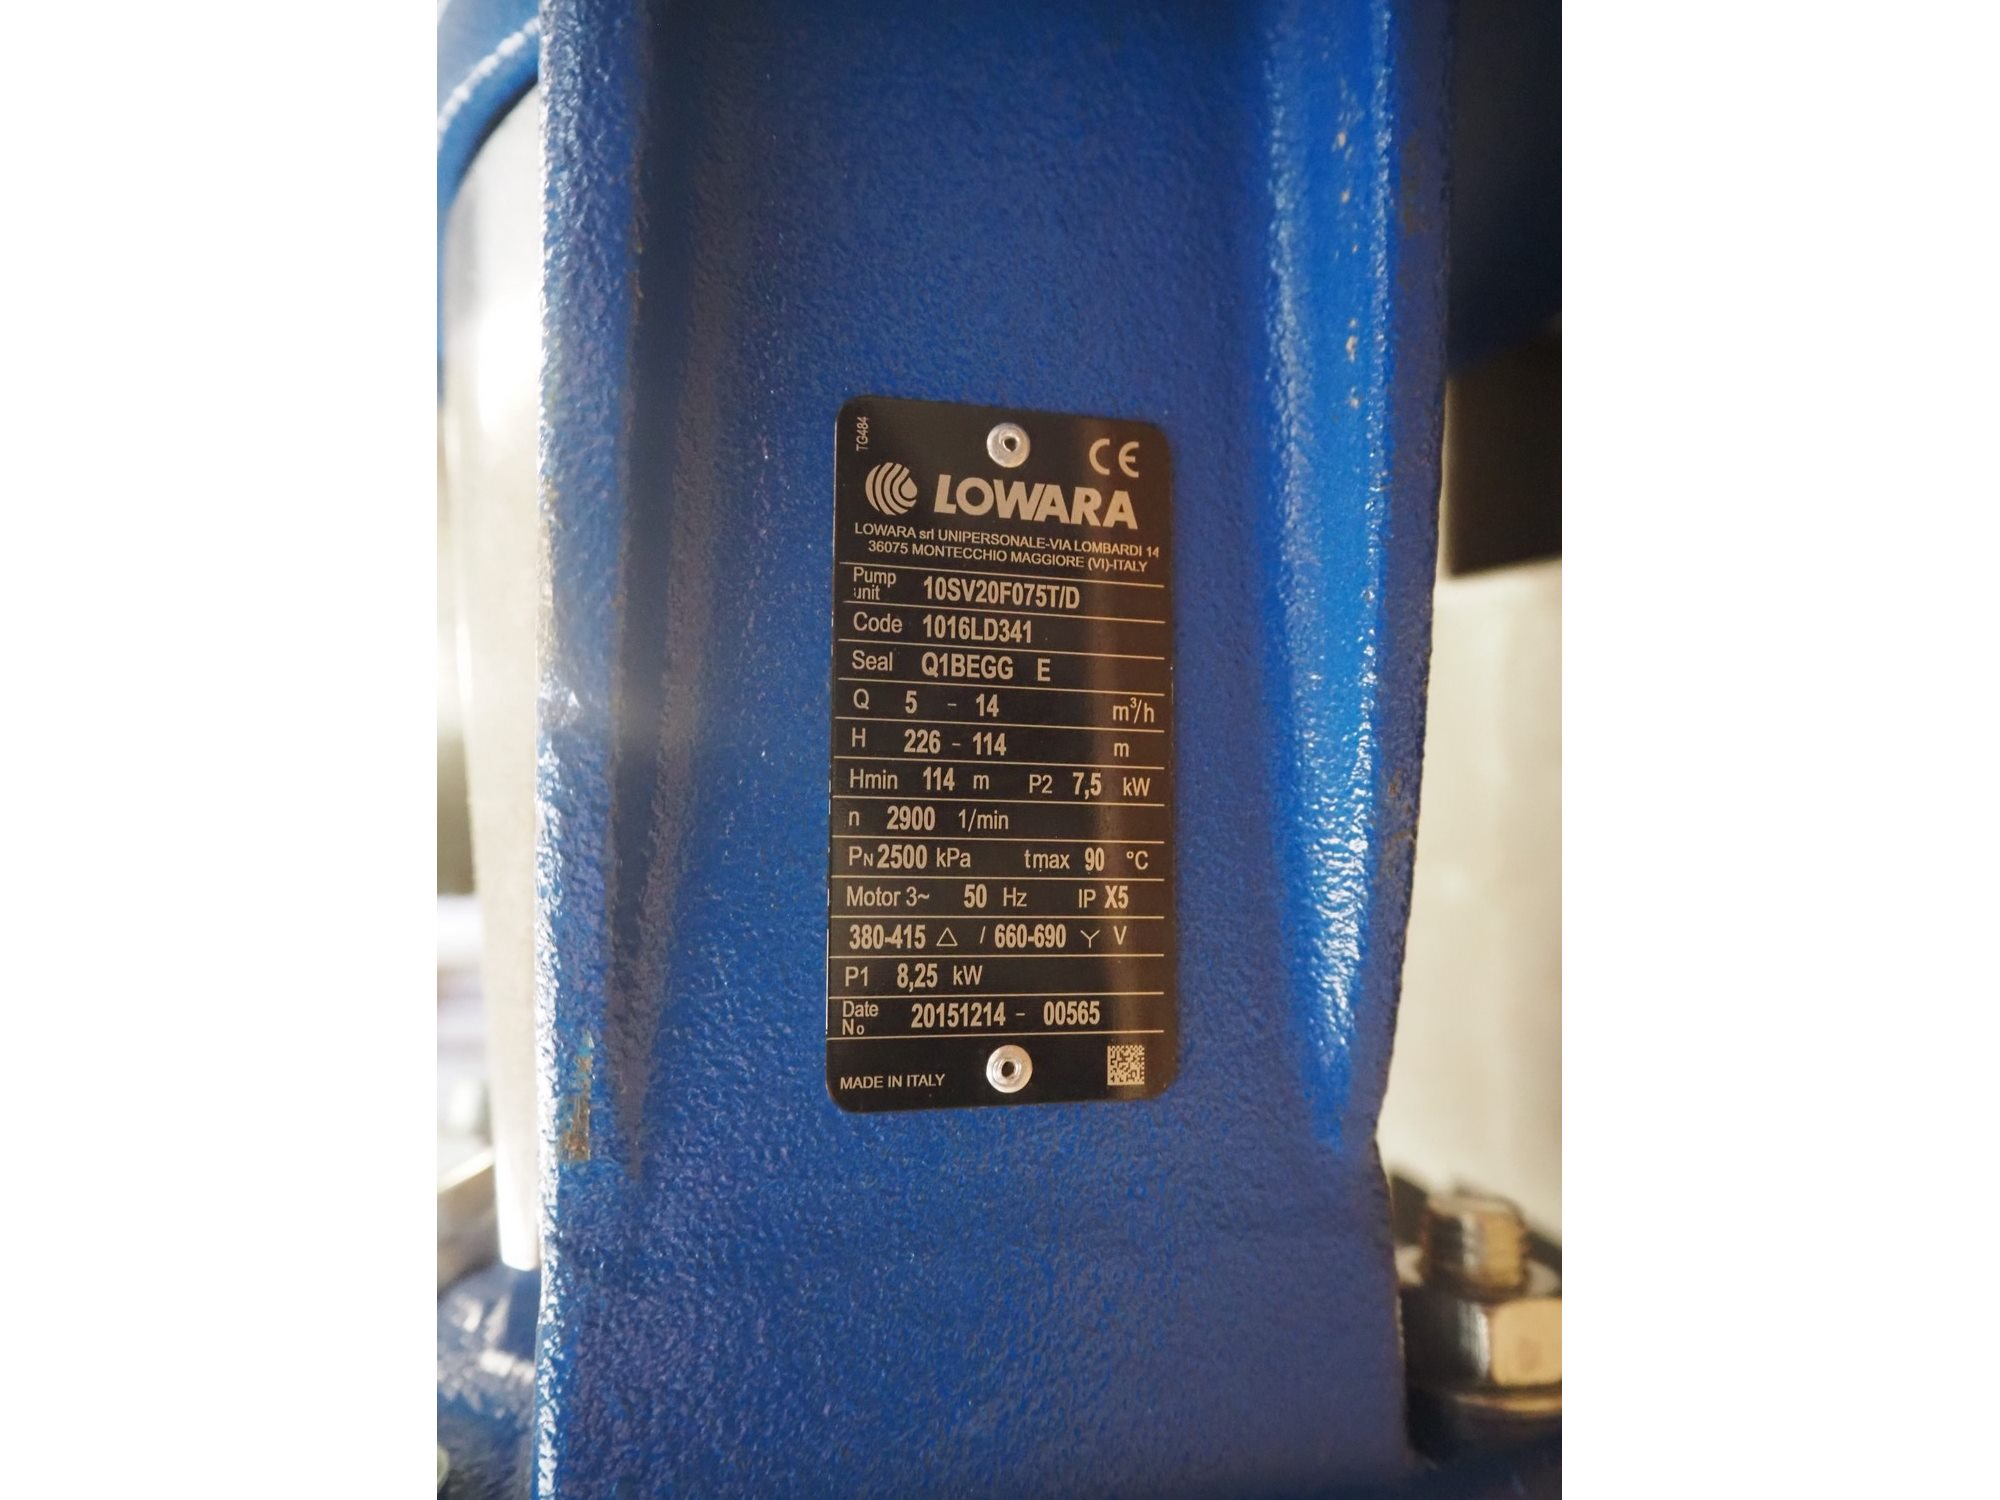 TG484
CE
LOWARA
LOWARA srl UNIPERSONALE-VIA LOMBARDI 14
36075 MONTECCHIO MAGGIORE (VI)-ITALY
Pump unit 10SV20F075T/D
Code 1016LD341
Seal Q1BEGG E
Q 5 - 14 m³/h
H 226 - 114 m
Hmin 114 m P2 7,5 kW
n 2900 1/min
PN 2500 kPa tmax 90 °C
Motor 3~ 50 Hz IP X5
380-415 △ / 660-690 Y V
P1 8,25 kW
Date No 20151214 - 00565
MADE IN ITALY